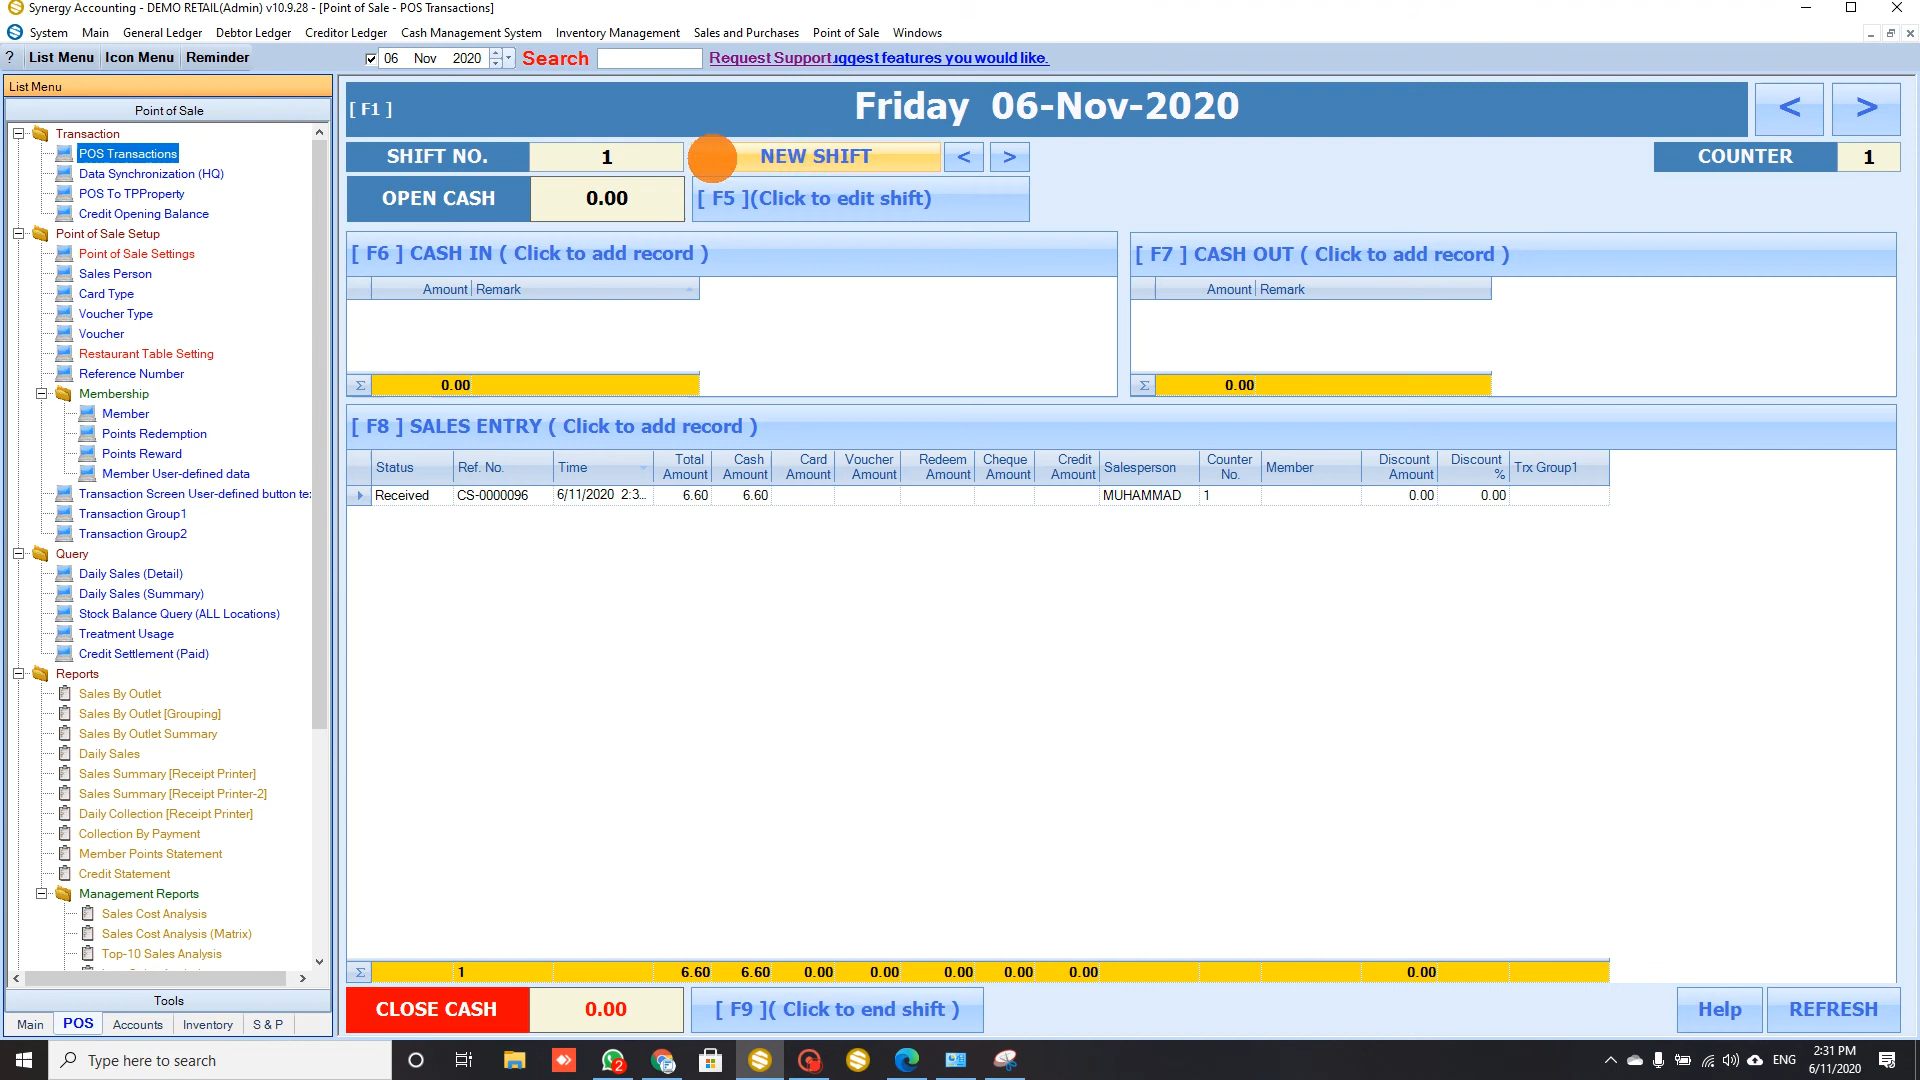 Synergy Accounting - DEMO RETAIL(Admin) v10.9.28 - [Point of Sale - POS Transactions]
System Main General Ledger Debtor Ledger Creditor Ledger Cash Management System Inventory Management Sales and Purchases Point of Sale Windows
? List Menu Icon Menu Reminder 06 Nov 2020 Search Request Support uggest features you would like.
List Menu
Point of Sale
Transaction
POS Transactions
Data Synchronization (HQ)
POS To TPProperty
Credit Opening Balance
Point of Sale Setup
Point of Sale Settings
Sales Person
Card Type
Voucher Type
Voucher
Restaurant Table Setting
Reference Number
Membership
Member
Points Redemption
Points Reward
Member User-defined data
Transaction Screen User-defined button te
Transaction Group1
Transaction Group2
Query
Daily Sales (Detail)
Daily Sales (Summary)
Stock Balance Query (ALL Locations)
Treatment Usage
Credit Settlement (Paid)
Reports
Sales By Outlet
Sales By Outlet [Grouping]
Sales By Outlet Summary
Daily Sales
Sales Summary [Receipt Printer]
Sales Summary [Receipt Printer-2]
Daily Collection [Receipt Printer]
Collection By Payment
Member Points Statement
Credit Statement
Management Reports
Sales Cost Analysis
Sales Cost Analysis (Matrix)
Top-10 Sales Analysis
Tools
Main POS Accounts Inventory S & P
[ F1 ] Friday 06-Nov-2020 < >
SHIFT NO. 1 NEW SHIFT < > COUNTER 1
OPEN CASH 0.00 [ F5 ](Click to edit shift)
[ F6 ] CASH IN ( Click to add record )
Amount Remark
Σ 0.00
[ F7 ] CASH OUT ( Click to add record )
Amount Remark
Σ 0.00
[ F8 ] SALES ENTRY ( Click to add record )
Status Ref. No. Time Total Amount Cash Amount Card Amount Voucher Amount Redeem Amount Cheque Amount Credit Amount Salesperson Counter No. Member Discount Amount Discount % Trx Group1
Received CS-0000096 6/11/2020 2:3... 6.60 6.60 MUHAMMAD 1 0.00 0.00
Σ 1 6.60 6.60 0.00 0.00 0.00 0.00 0.00 0.00
CLOSE CASH 0.00 [ F9 ]( Click to end shift ) Help REFRESH
Type here to search
2
ENG
2:31 PM
6/11/2020